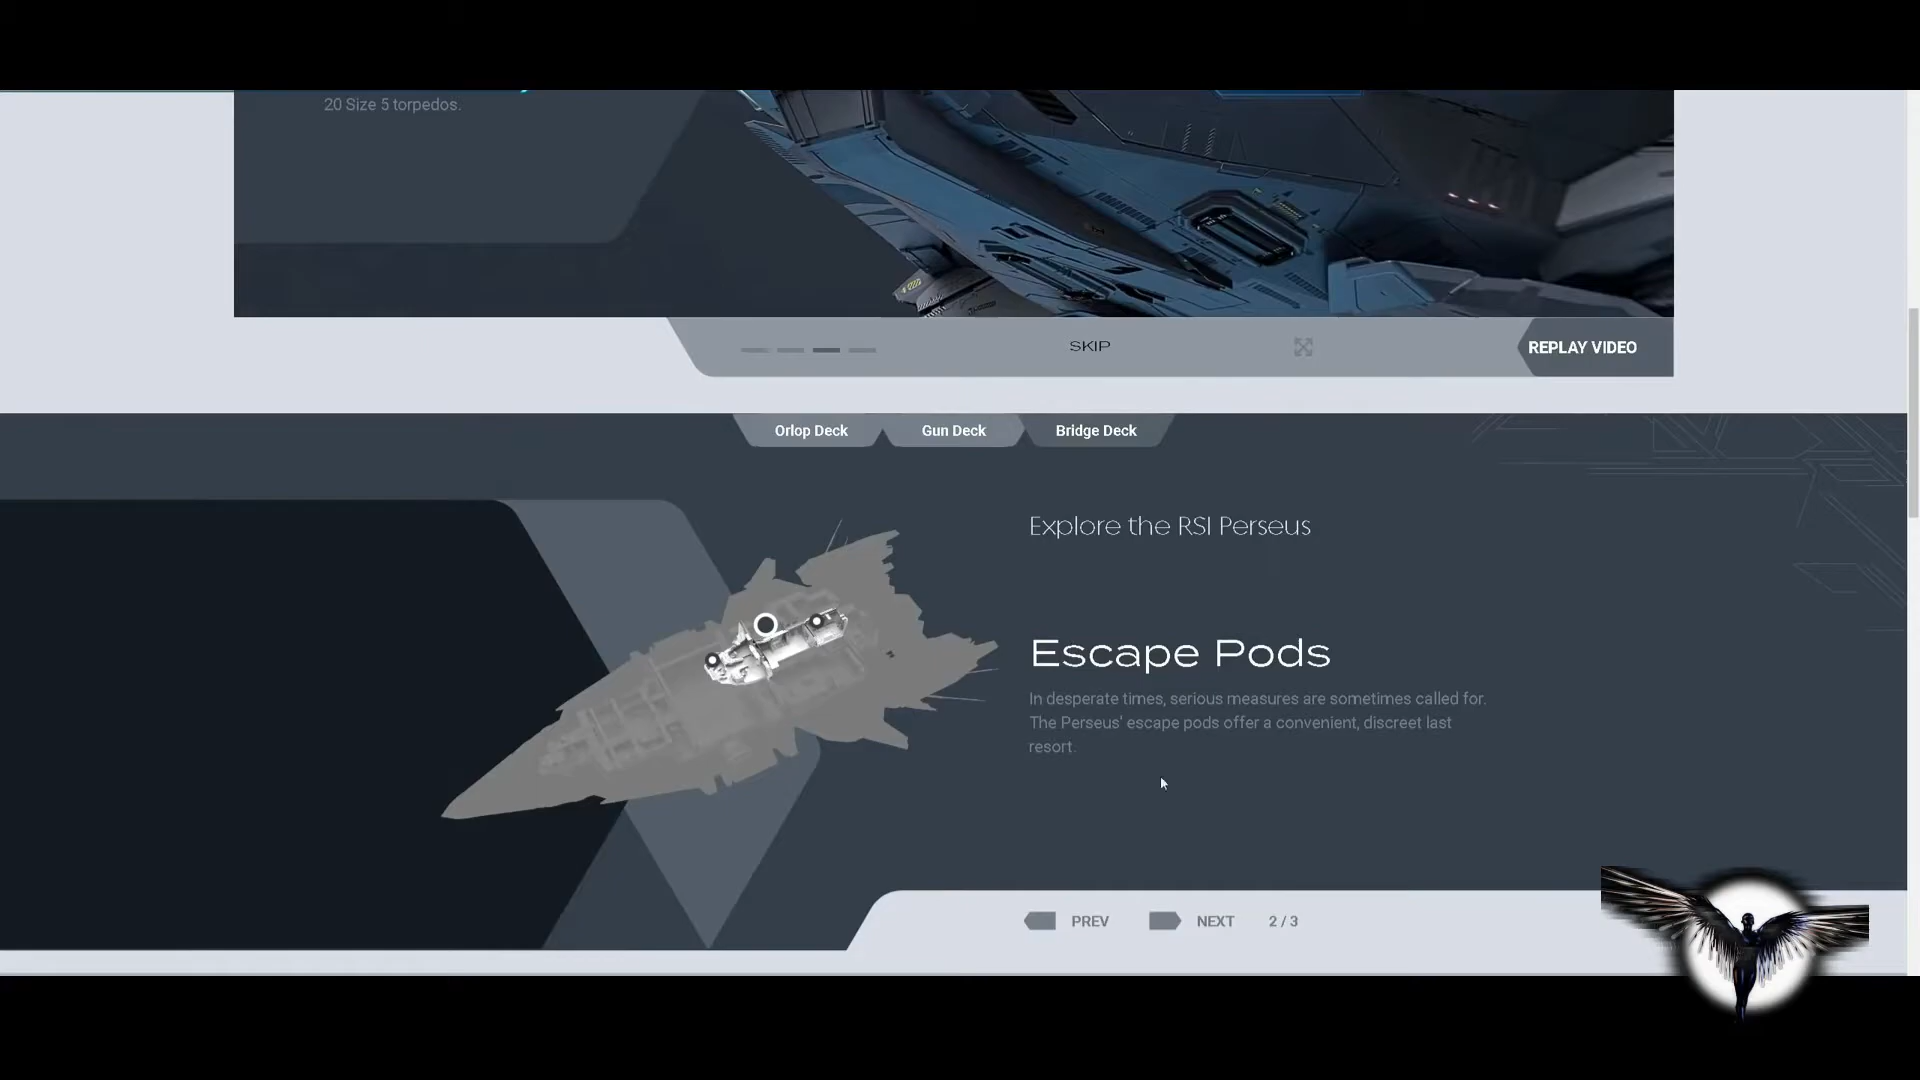 20 Size 5 torpedos.
SKIP
REPLAY VIDEO
Orlop Deck
Gun Deck
Bridge Deck
Explore the RSI Perseus
Escape Pods
In desperate times, serious measures are sometimes called for.
The Perseus' escape pods offer a convenient, discreet last
resort.
PREV
NEXT
2 / 3